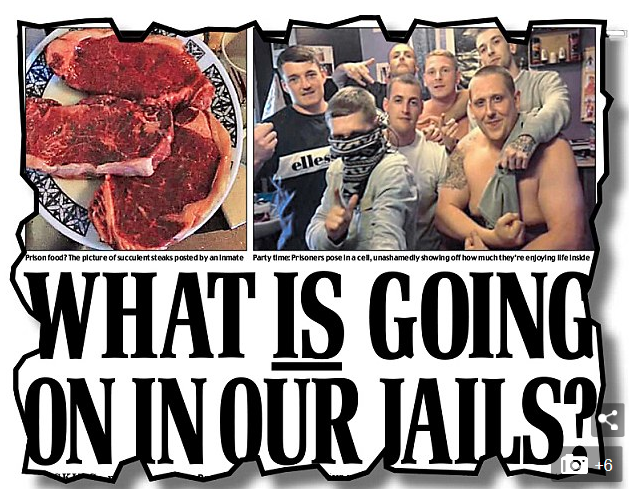 elles
Prison food? The picture of succulent steaks posted by an inmate
Party time: Prisoners pose in a cell, unashamedly showing off how much they're enjoying life inside
WHAT IS GOING
ON IN OUR JAILS?
+6